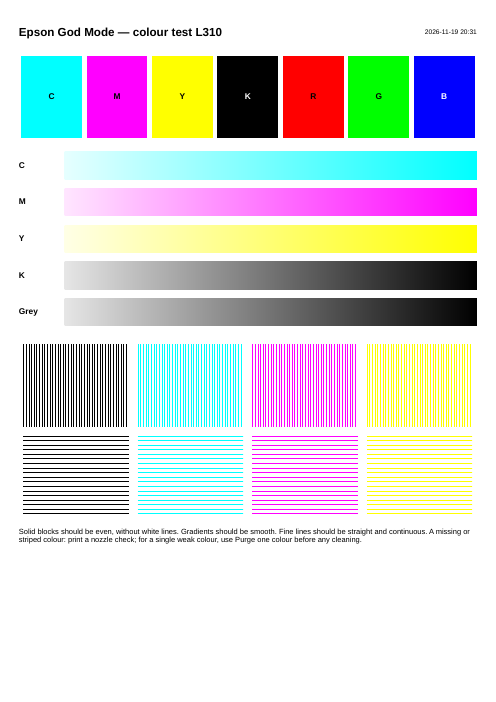 Epson God Mode — colour test L310
2026-11-19 20:31
C M Y K R G B
C
M
Y
K
Grey
Solid blocks should be even, without white lines. Gradients should be smooth. Fine lines should be straight and continuous. A missing or
striped colour: print a nozzle check; for a single weak colour, use Purge one colour before any cleaning.